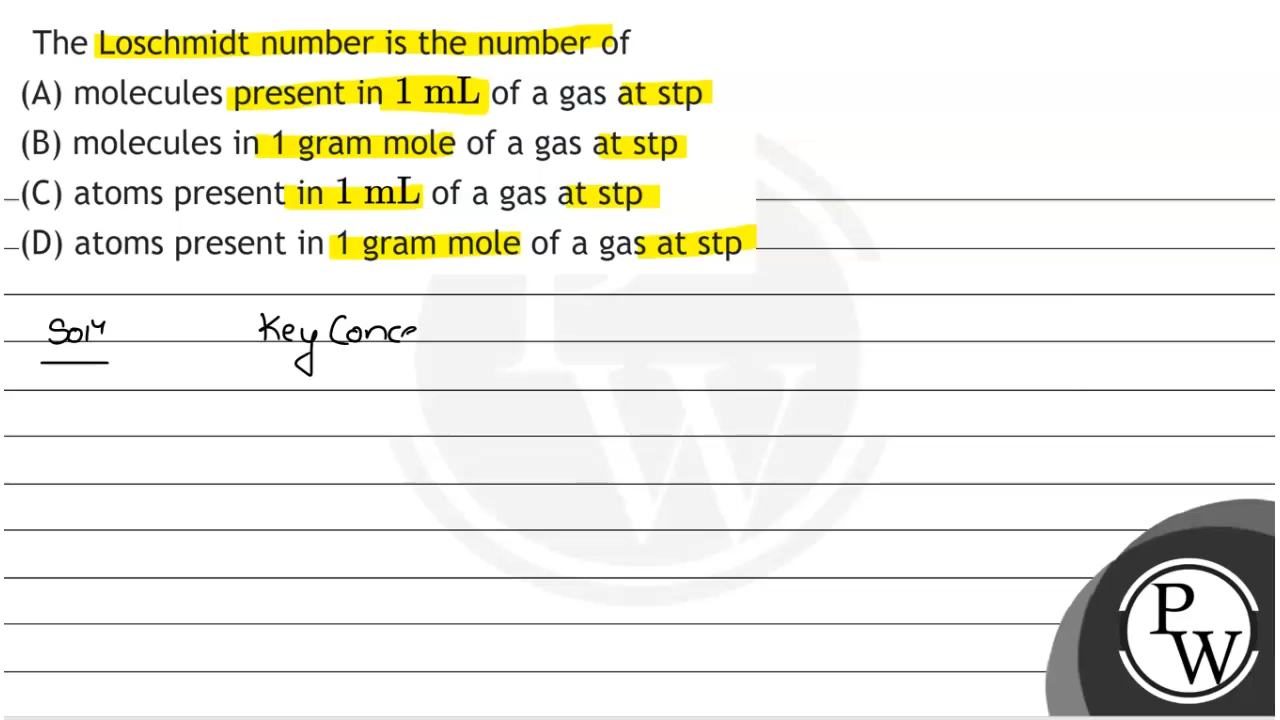 The Loschmidt number is the number of
(A) molecules present in 1 mL of a gas at stp
(B) molecules in 1 gram mole of a gas at stp
(C) atoms present in 1 mL of a gas at stp
(D) atoms present in 1 gram mole of a gas at stp
Solⁿ Key Conce
PW